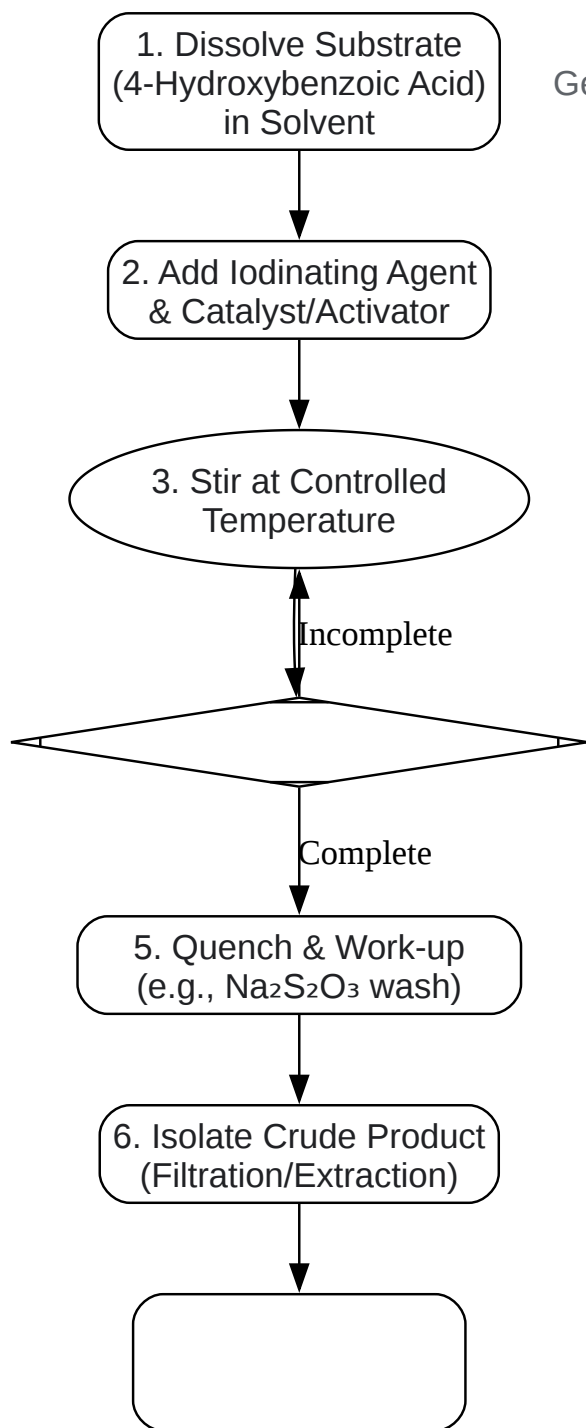 1. Dissolve Substrate
(4-Hydroxybenzoic Acid)
in Solvent
Ge
2. Add Iodinating Agent
& Catalyst/Activator
3. Stir at Controlled
Temperature
Incomplete
Complete
5. Quench & Work-up
(e.g., Na₂S₂O₃ wash)
6. Isolate Crude Product
(Filtration/Extraction)